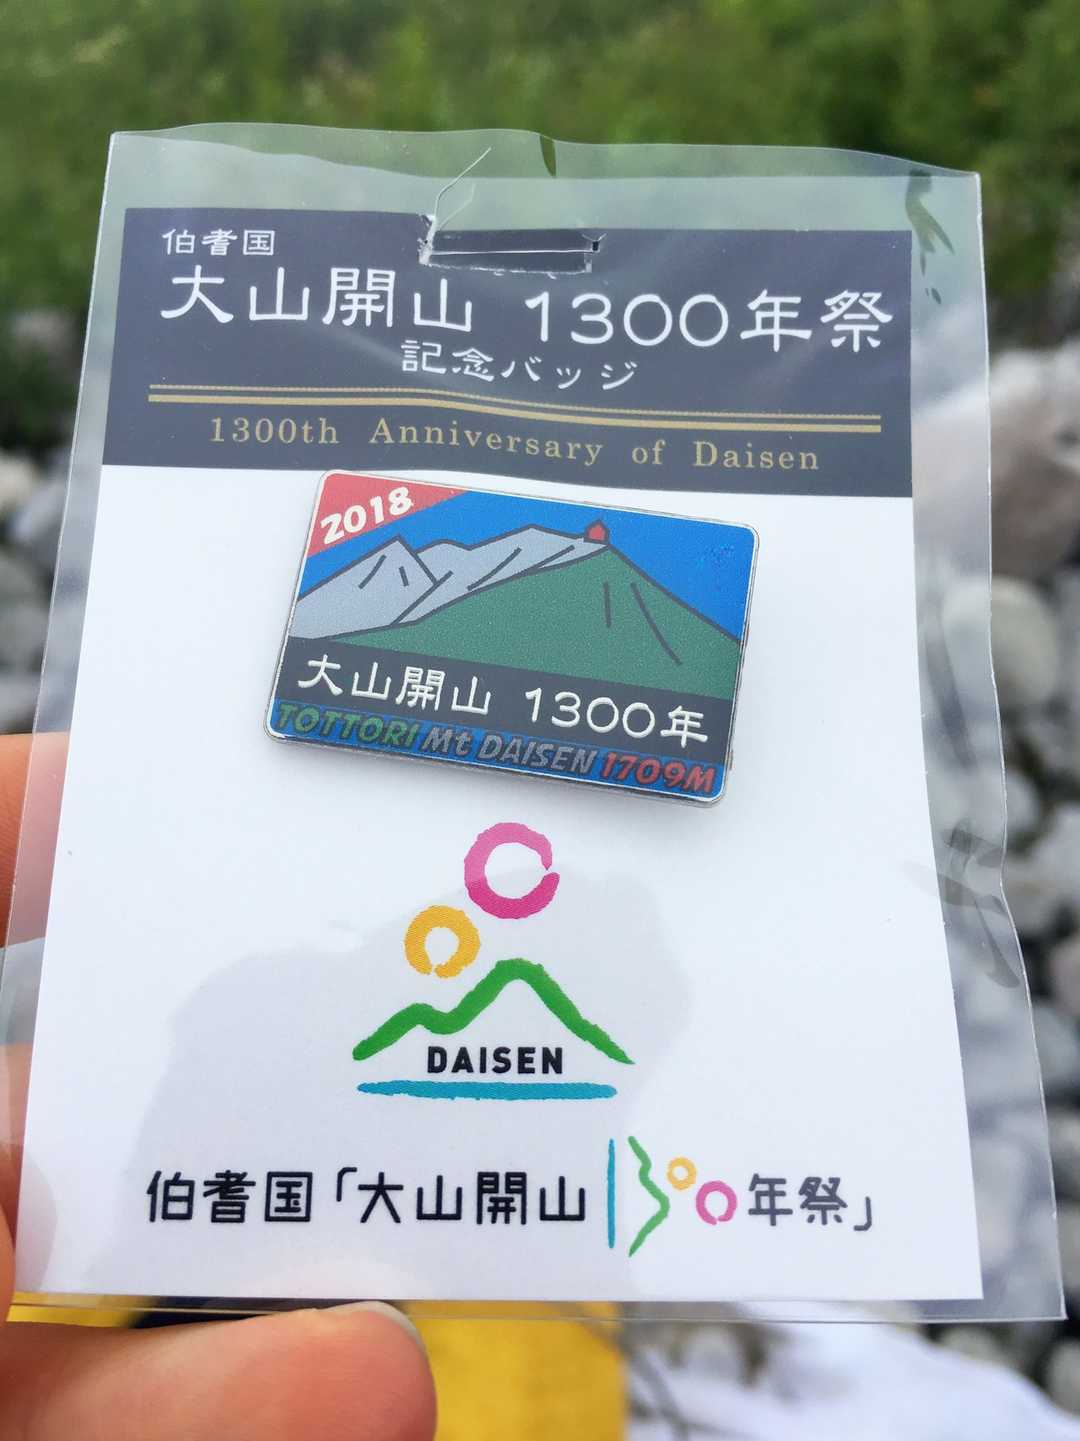 伯耆国
大山開山 1300年祭
記念バッジ
1300th Anniversary of Daisen
2018
大山開山 1300年
TOTTORI Mt DAISEN 1709M
DAISEN
伯耆国「大山開山1300年祭」